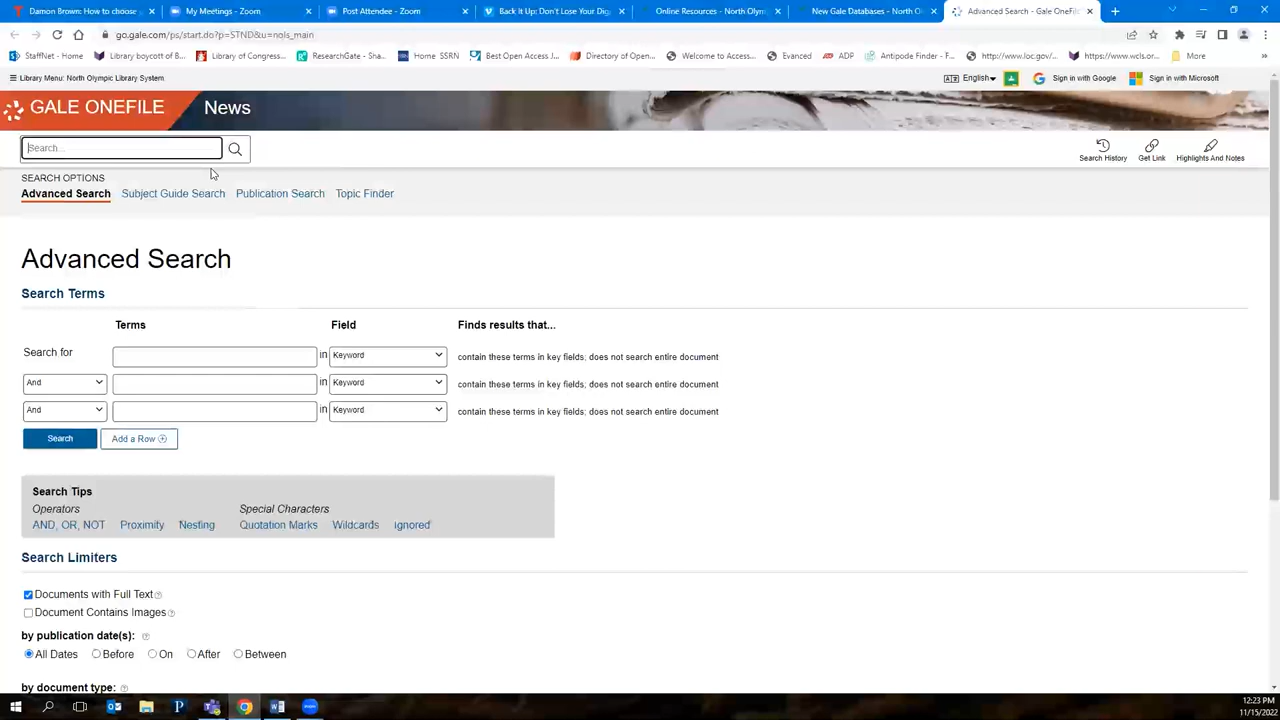 Damon Brown: How to choose
My Meetings - Zoom
Post Attendee - Zoom
Back It Up: Don't Lose Your Dig
Online Resources - North Olym
New Gale Databases - North O
Advanced Search - Gale OneFil
go.gale.com/ps/start.do?p=STND&u=nols_main
StaffNet - Home
Library boycott of B...
Library of Congress...
ResearchGate - Sha...
Home SSRN
Best Open Access J...
Directory of Open...
Welcome to Access...
Evanced
ADP
Antipode Finder - F...
http://www.loc.gov/...
https://www.wcls.org...
More
Library Menu: North Olympic Library System
English
Sign in with Google
Sign in with Microsoft
GALE ONEFILE News
Search...
Search History
Get Link
Highlights And Notes
SEARCH OPTIONS
Advanced Search Subject Guide Search Publication Search Topic Finder
Advanced Search
Search Terms
Terms Field Finds results that...
Search for in Keyword contain these terms in key fields; does not search entire document
And in Keyword contain these terms in key fields; does not search entire document
And in Keyword contain these terms in key fields; does not search entire document
Search Add a Row
Search Tips
Operators Special Characters
AND, OR, NOT Proximity Nesting Quotation Marks Wildcards Ignored
Search Limiters
Documents with Full Text
Document Contains Images
by publication date(s):
All Dates Before On After Between
by document type:
12:23 PM
11/15/2022